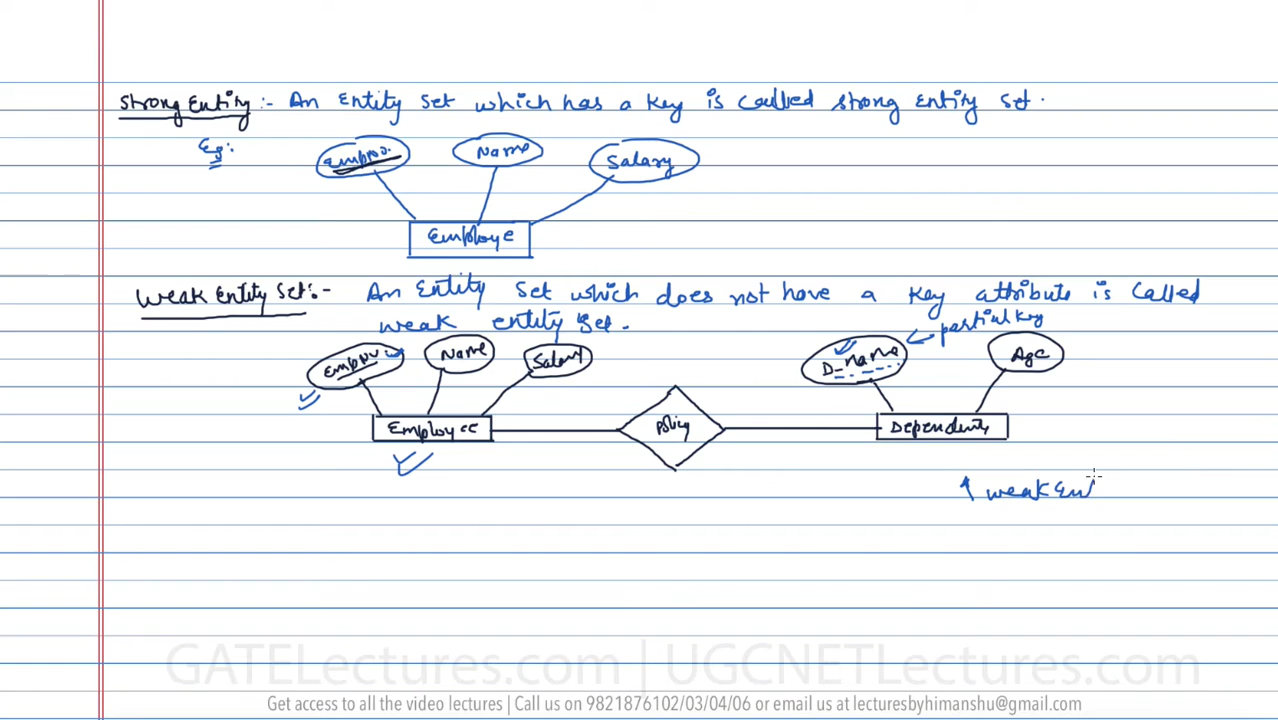 Strong Entity :- An Entity Set which has a key is called strong entity set.
Eg:
Empno. Name Salary
Employe
Weak Entity Set :- An Entity Set which does not have a key attribute is called
weak entity set.
partial key
Empno. Name Salary D_name Age
Employee Policy Dependents
weak Ent
GATELectures.com | UGCNETLectures.com
Get access to all the video lectures | Call us on 9821876102/03/04/06 or email us at lecturesbyhimanshu@gmail.com